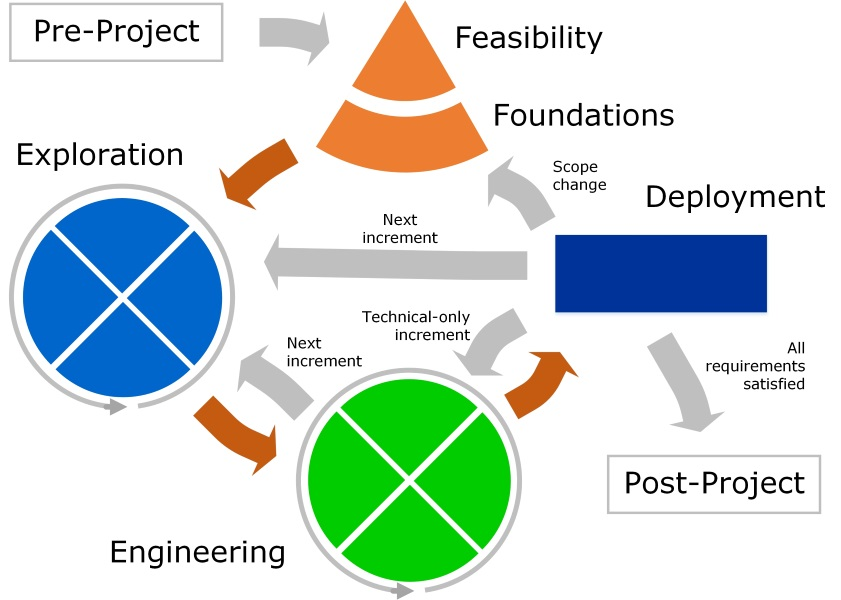 Pre-Project
Feasibility
Foundations
Exploration
Scope
change
Deployment
Next
increment
Technical-only
increment
Next
increment
All
requirements
satisfied
Post-Project
Engineering